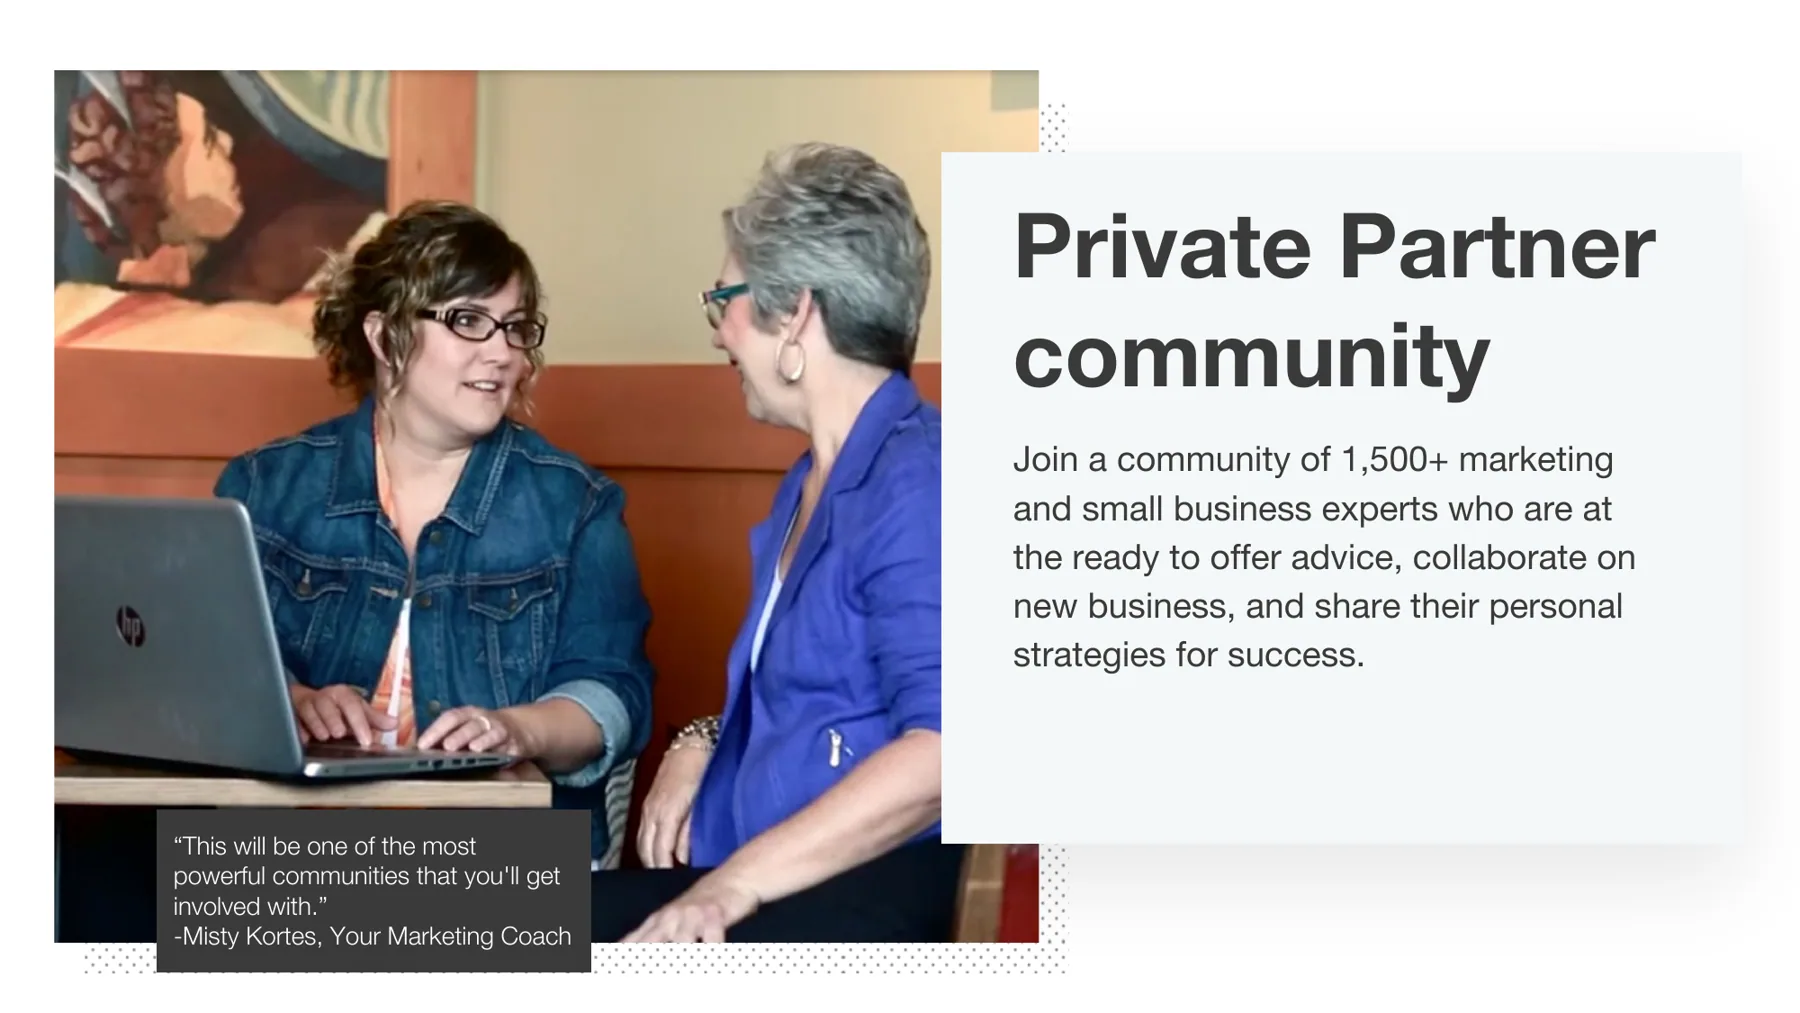 Private Partner
community
Join a community of 1,500+ marketing
and small business experts who are at
the ready to offer advice, collaborate on
new business, and share their personal
strategies for success.
hp
“This will be one of the most
powerful communities that you'll get
involved with.”
-Misty Kortes, Your Marketing Coach